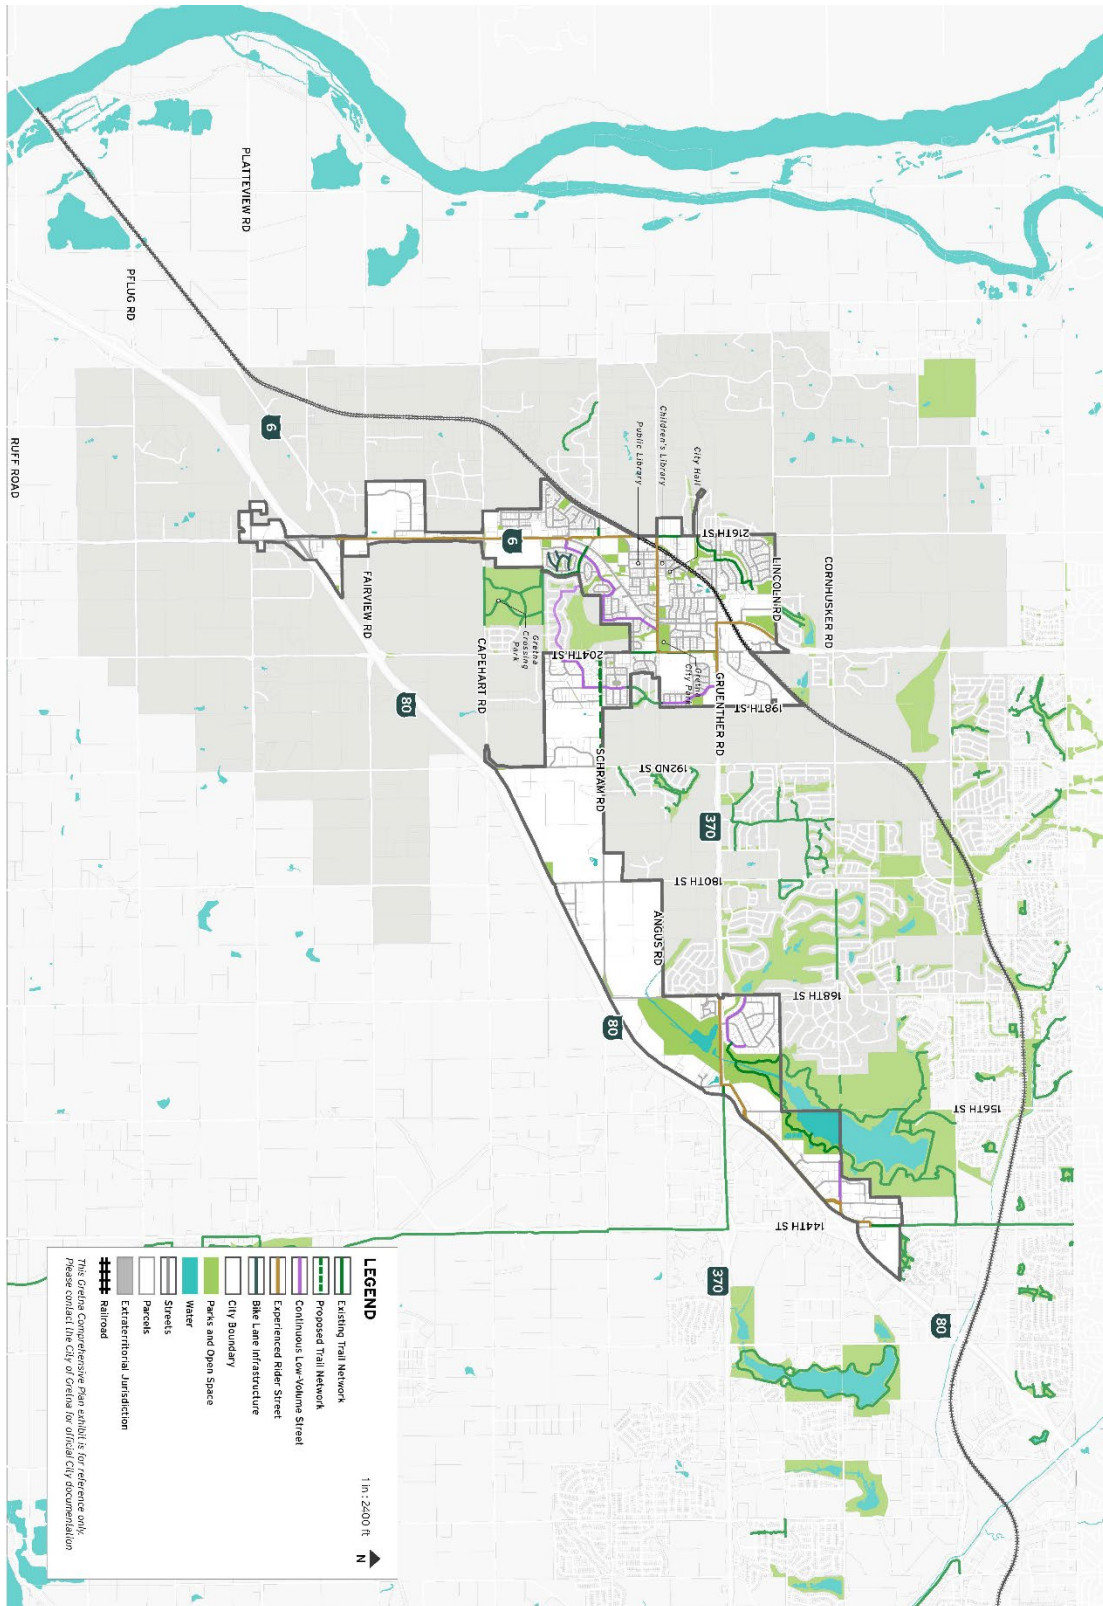 PLATTEVIEW RD
PFLUG RD
RUFF ROAD
6
Children's Library
Public Library
City Hall
216TH ST
LINCOLN RD
CORNHUSKER RD
6
FAIRVIEW RD
CAPEHART RD
Gretna
Crossing
Park
204TH ST
Gretna
City Park
GRUENTHER RD
198TH ST
80
SCHRAM RD
192ND ST
370
180TH ST
ANGUS RD
168TH ST
80
156TH ST
144TH ST
370
80
LEGEND
Existing Trail Network
Proposed Trail Network
Continuous Low-Volume Street
Experienced Rider Street
Bike Lane Infrastructure
City Boundary
Parks and Open Space
Water
Streets
Parcels
Extraterritorial Jurisdiction
Railroad
1 in : 2400 ft
N
This Gretna Comprehensive Plan exhibit is for reference only.
Please contact the City of Gretna for official City documentation